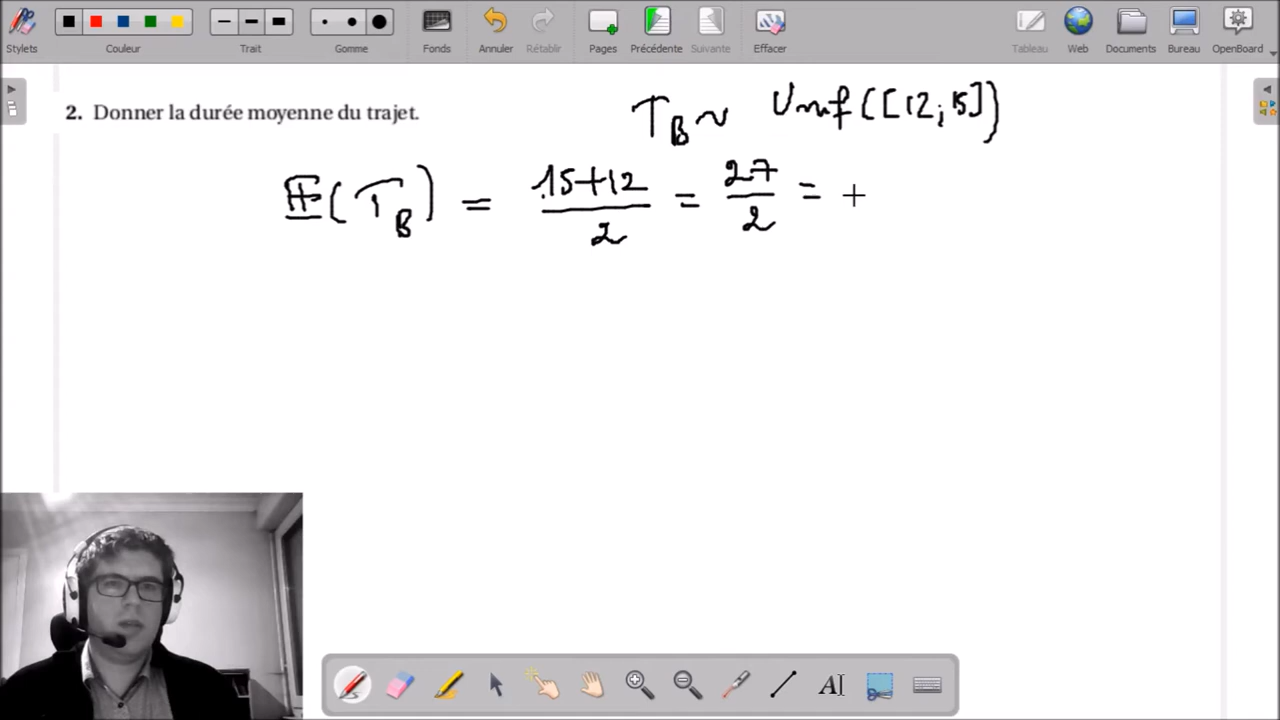 Stylets Couleur Trait Gomme Fonds Annuler Rétablir Pages Précédente Suivante Effacer Tableau Web Documents Bureau OpenBoard
2. Donner la durée moyenne du trajet.
T_B ~ Unif([12;15])
𝔼(T_B) = 15+12/2 = 27/2 =
AI